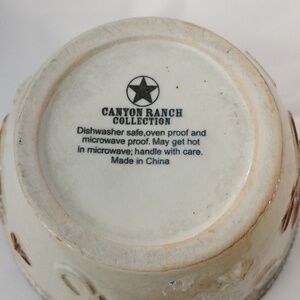 CANYON RANCH
COLLECTION
Dishwasher safe,oven proof and
microwave proof. May get hot
in microwave; handle with care.
Made in China